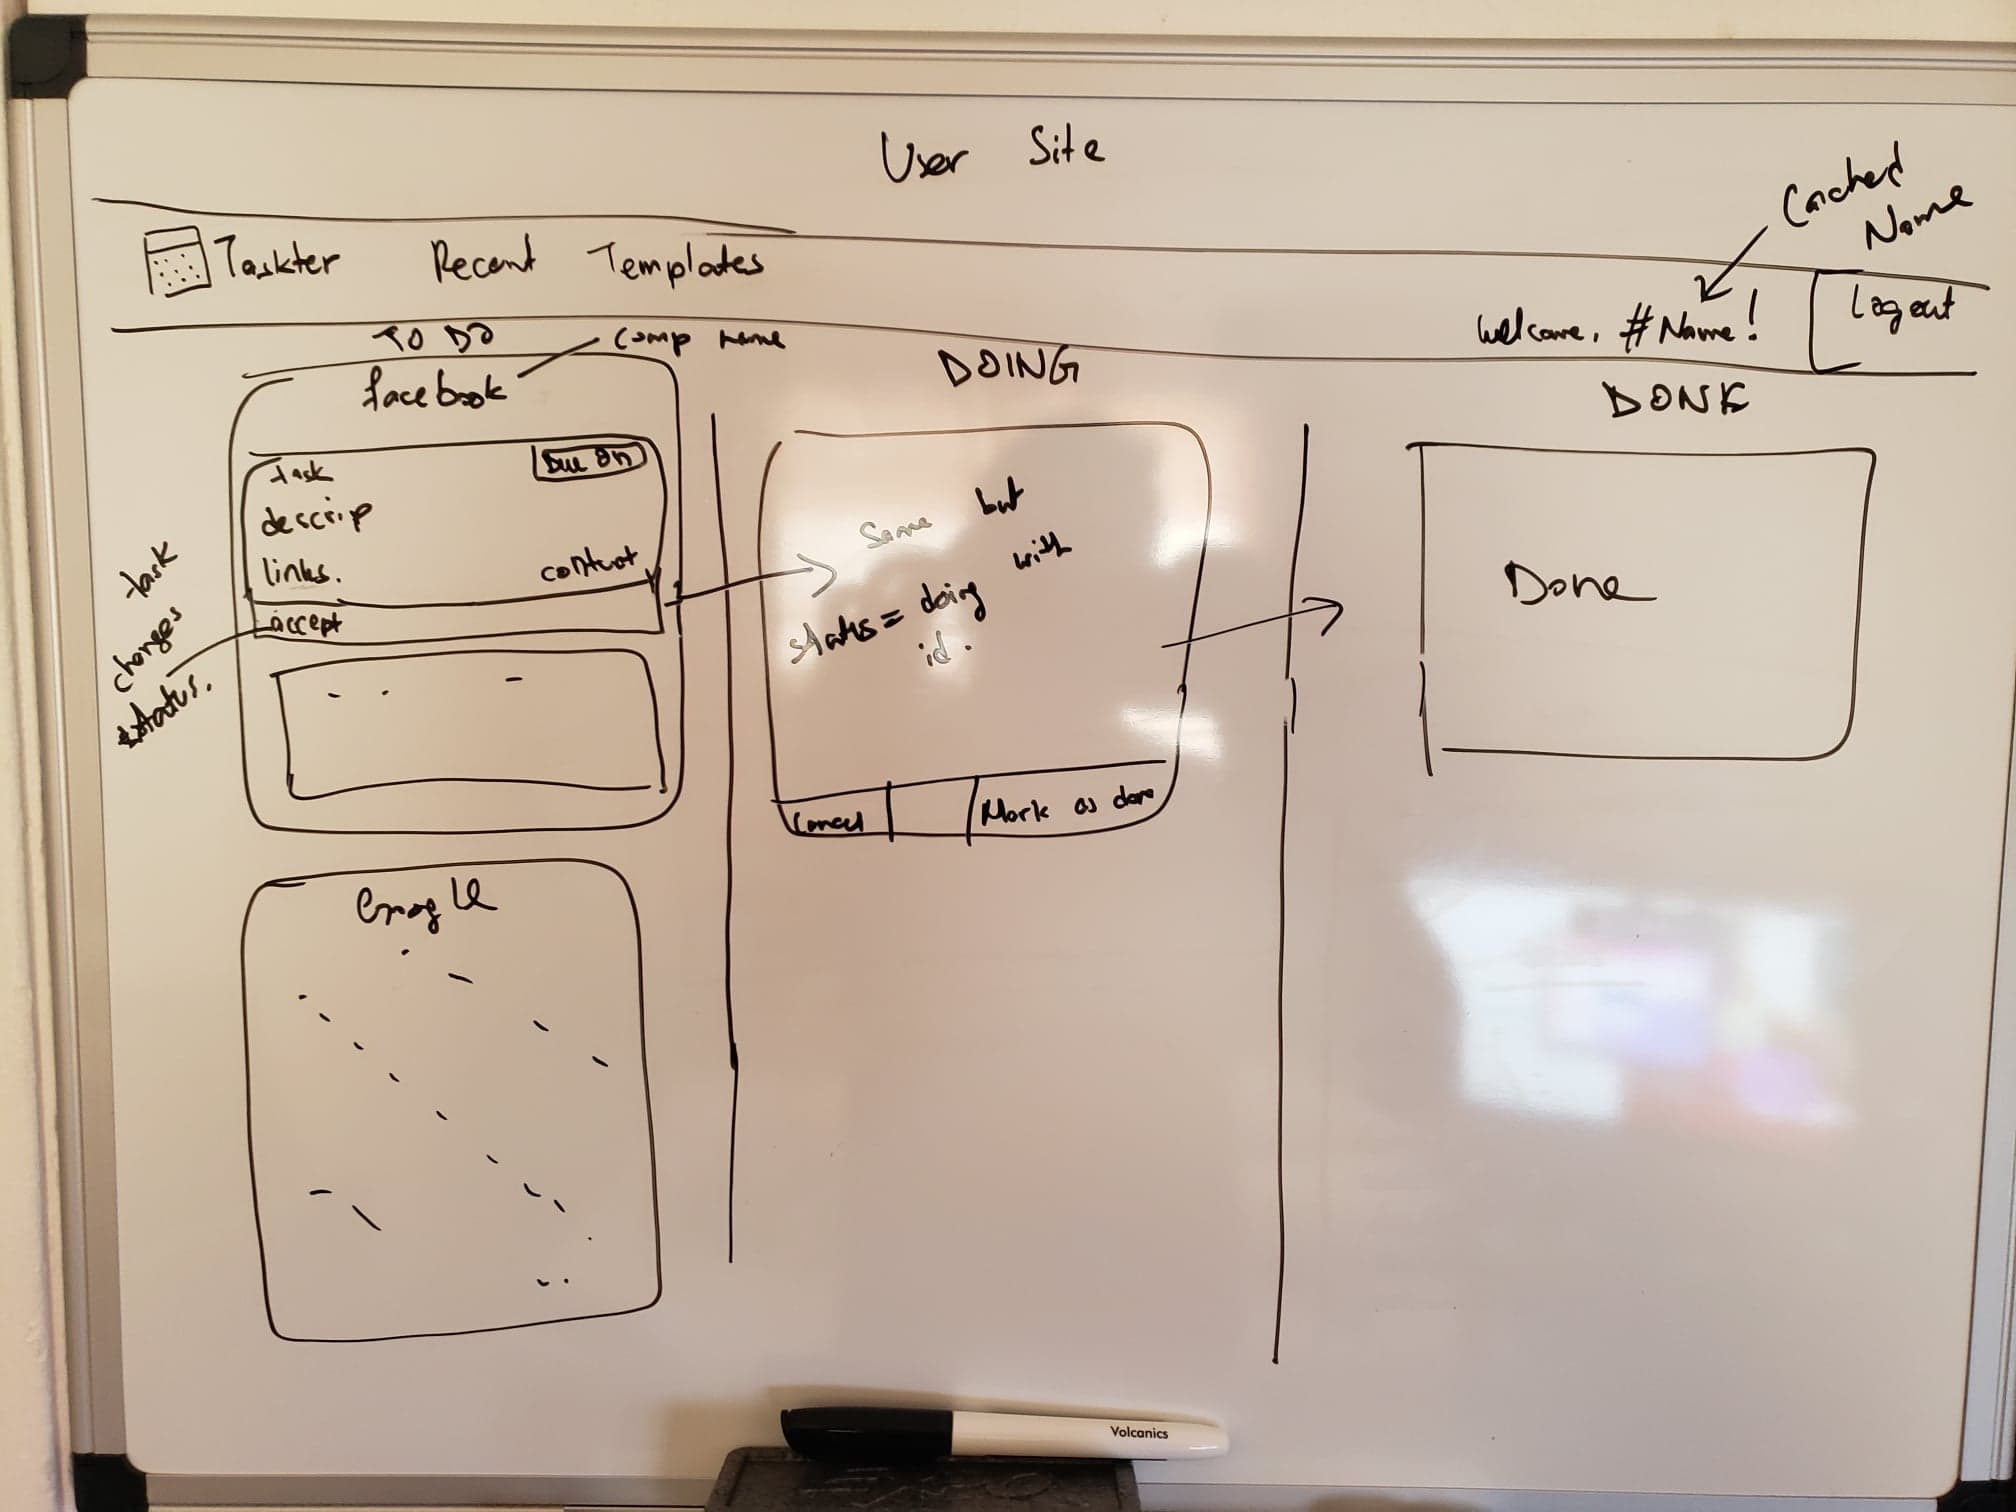 User Site
Cached
Name
Taskter Recent Templates
Welcome, #Name!
Logout
TO DO
comp name
DOING
DONE
facebook
task
Due On
descrip
links.
contact
accept
task
changes
status.
Same but
with
status = doing
id.
Cancel
Mark as done
Done
Google
Volcanics